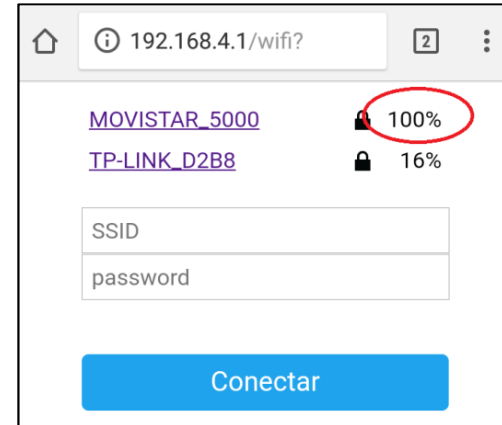 192.168.4.1/wifi? 2
MOVISTAR_5000 100%
TP-LINK_D2B8 16%
SSID
password
Conectar